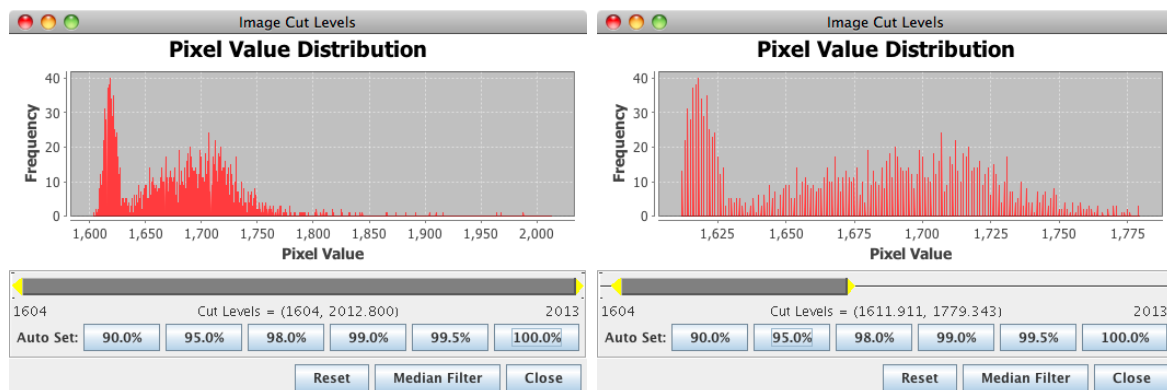 Image Cut Levels
Pixel Value Distribution
Frequency
40
30
20
10
0
1,600 1,650 1,700 1,750 1,800 1,850 1,900 1,950 2,000
Pixel Value
1604 2013
Cut Levels = (1604, 2012.800)
Auto Set: 90.0% 95.0% 98.0% 99.0% 99.5% 100.0%
Reset Median Filter Close
Image Cut Levels
Pixel Value Distribution
Frequency
40
30
20
10
0
1,625 1,650 1,675 1,700 1,725 1,750 1,775
Pixel Value
1604 2013
Cut Levels = (1611.911, 1779.343)
Auto Set: 90.0% 95.0% 98.0% 99.0% 99.5% 100.0%
Reset Median Filter Close